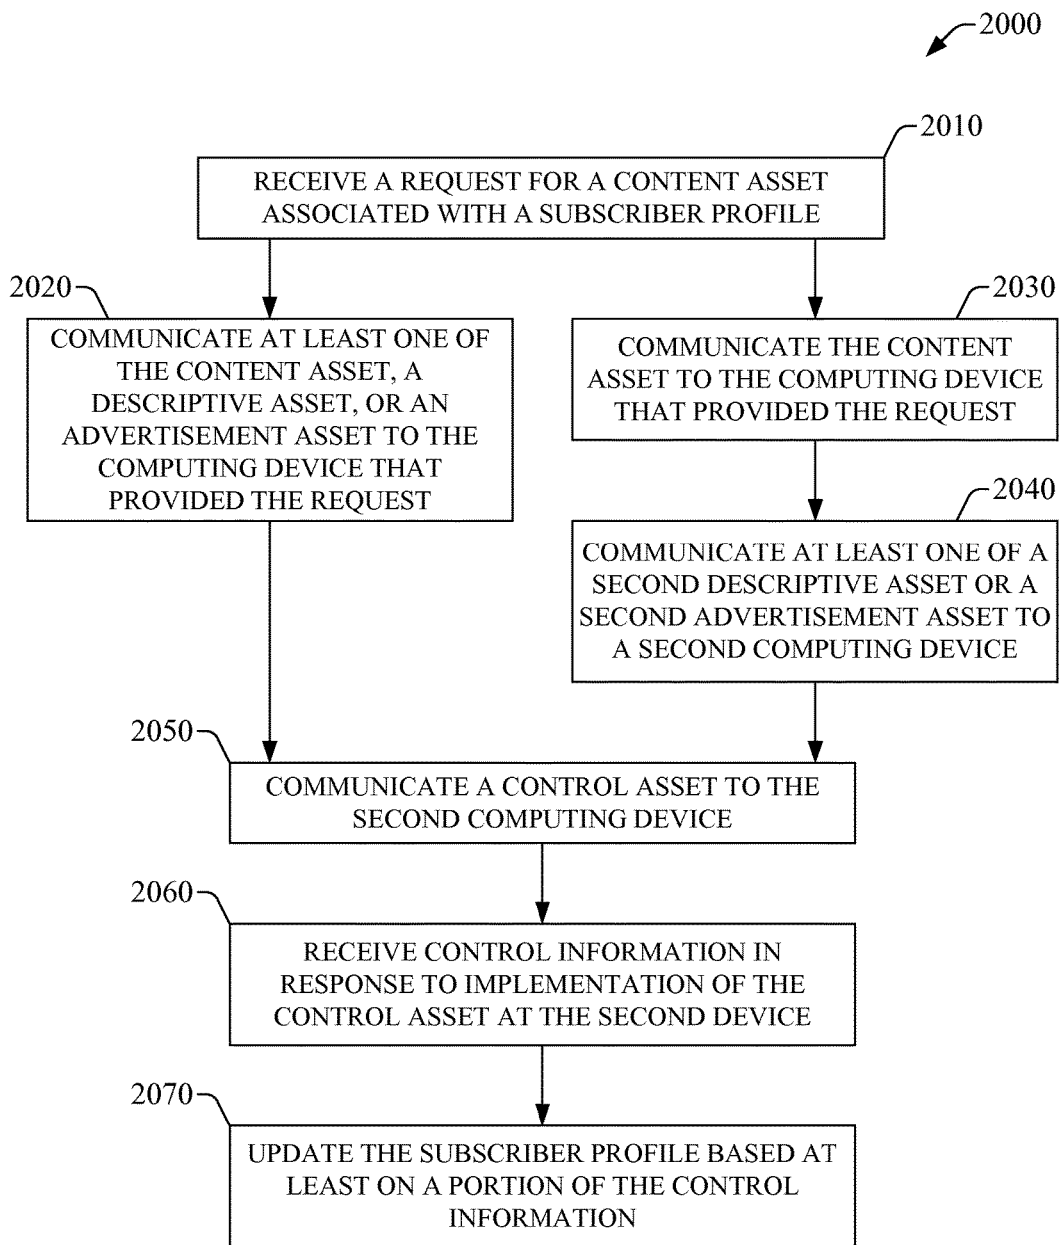 2000
2010
RECEIVE A REQUEST FOR A CONTENT ASSET
ASSOCIATED WITH A SUBSCRIBER PROFILE
2020
COMMUNICATE AT LEAST ONE OF
THE CONTENT ASSET, A
DESCRIPTIVE ASSET, OR AN
ADVERTISEMENT ASSET TO THE
COMPUTING DEVICE THAT
PROVIDED THE REQUEST
2030
COMMUNICATE THE CONTENT
ASSET TO THE COMPUTING DEVICE
THAT PROVIDED THE REQUEST
2040
COMMUNICATE AT LEAST ONE OF A
SECOND DESCRIPTIVE ASSET OR A
SECOND ADVERTISEMENT ASSET TO
A SECOND COMPUTING DEVICE
2050
COMMUNICATE A CONTROL ASSET TO THE
SECOND COMPUTING DEVICE
2060
RECEIVE CONTROL INFORMATION IN
RESPONSE TO IMPLEMENTATION OF THE
CONTROL ASSET AT THE SECOND DEVICE
2070
UPDATE THE SUBSCRIBER PROFILE BASED AT
LEAST ON A PORTION OF THE CONTROL
INFORMATION